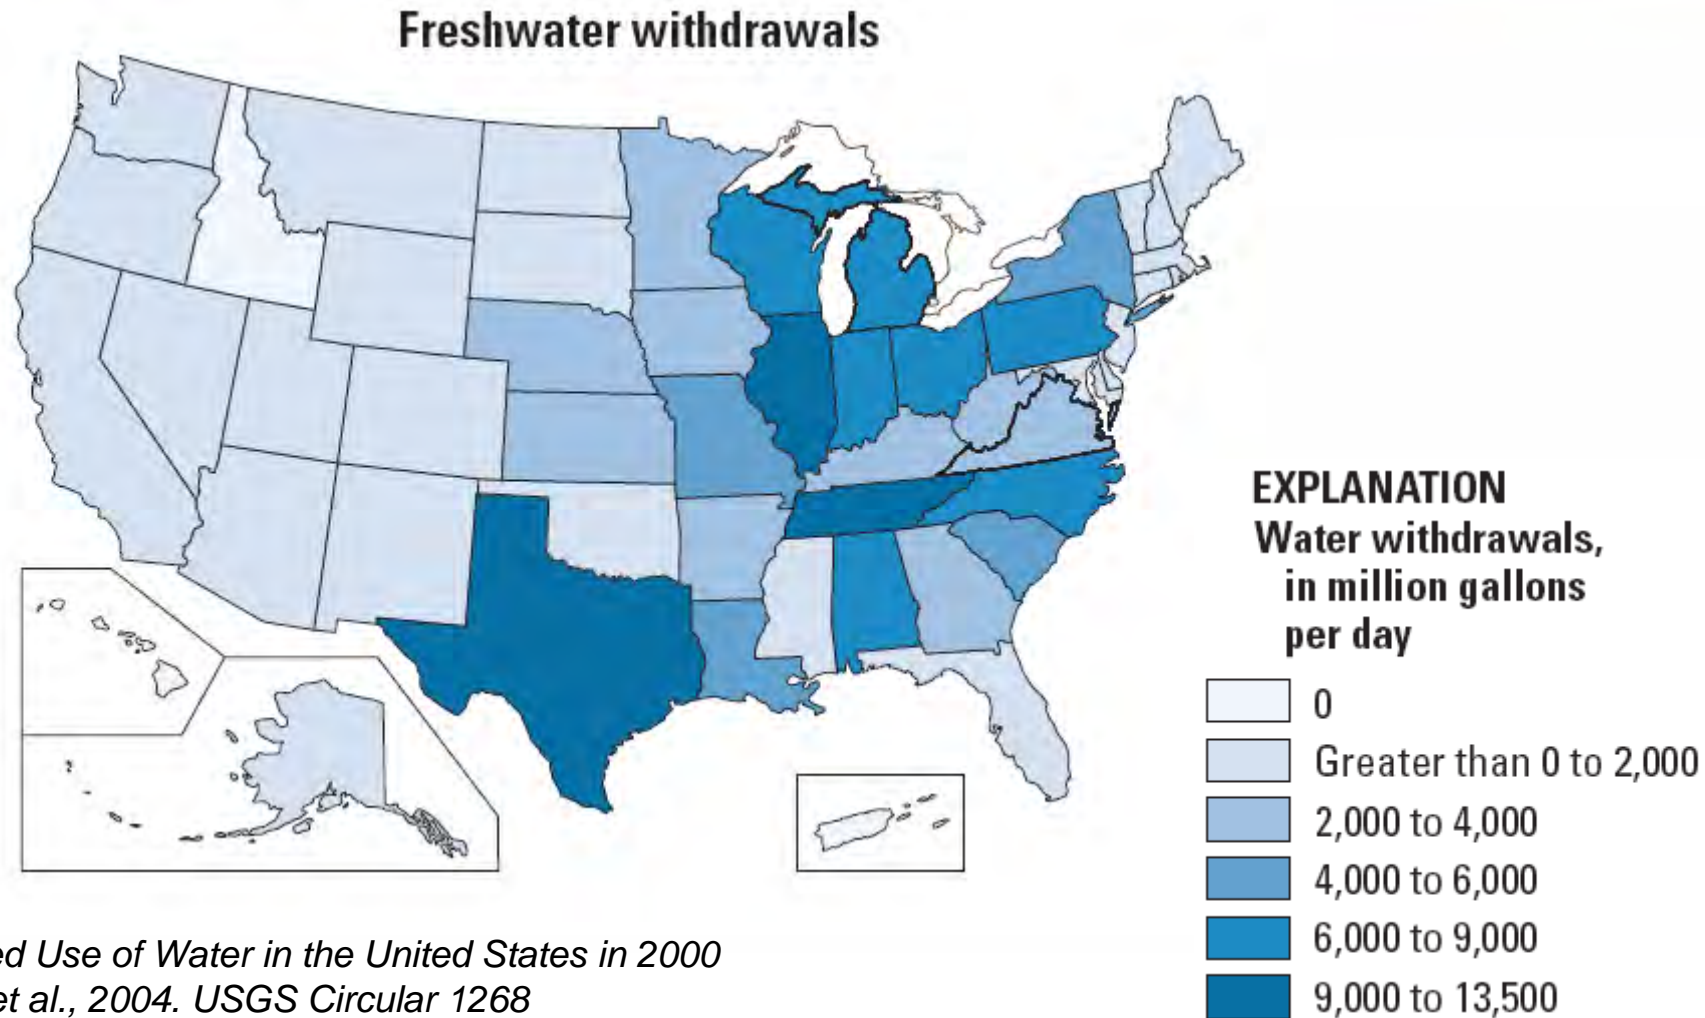 Freshwater withdrawals
EXPLANATION
Water withdrawals,
in million gallons
per day
0
Greater than 0 to 2,000
2,000 to 4,000
4,000 to 6,000
6,000 to 9,000
9,000 to 13,500
Use of Water in the United States in 2000
et al., 2004. USGS Circular 1268